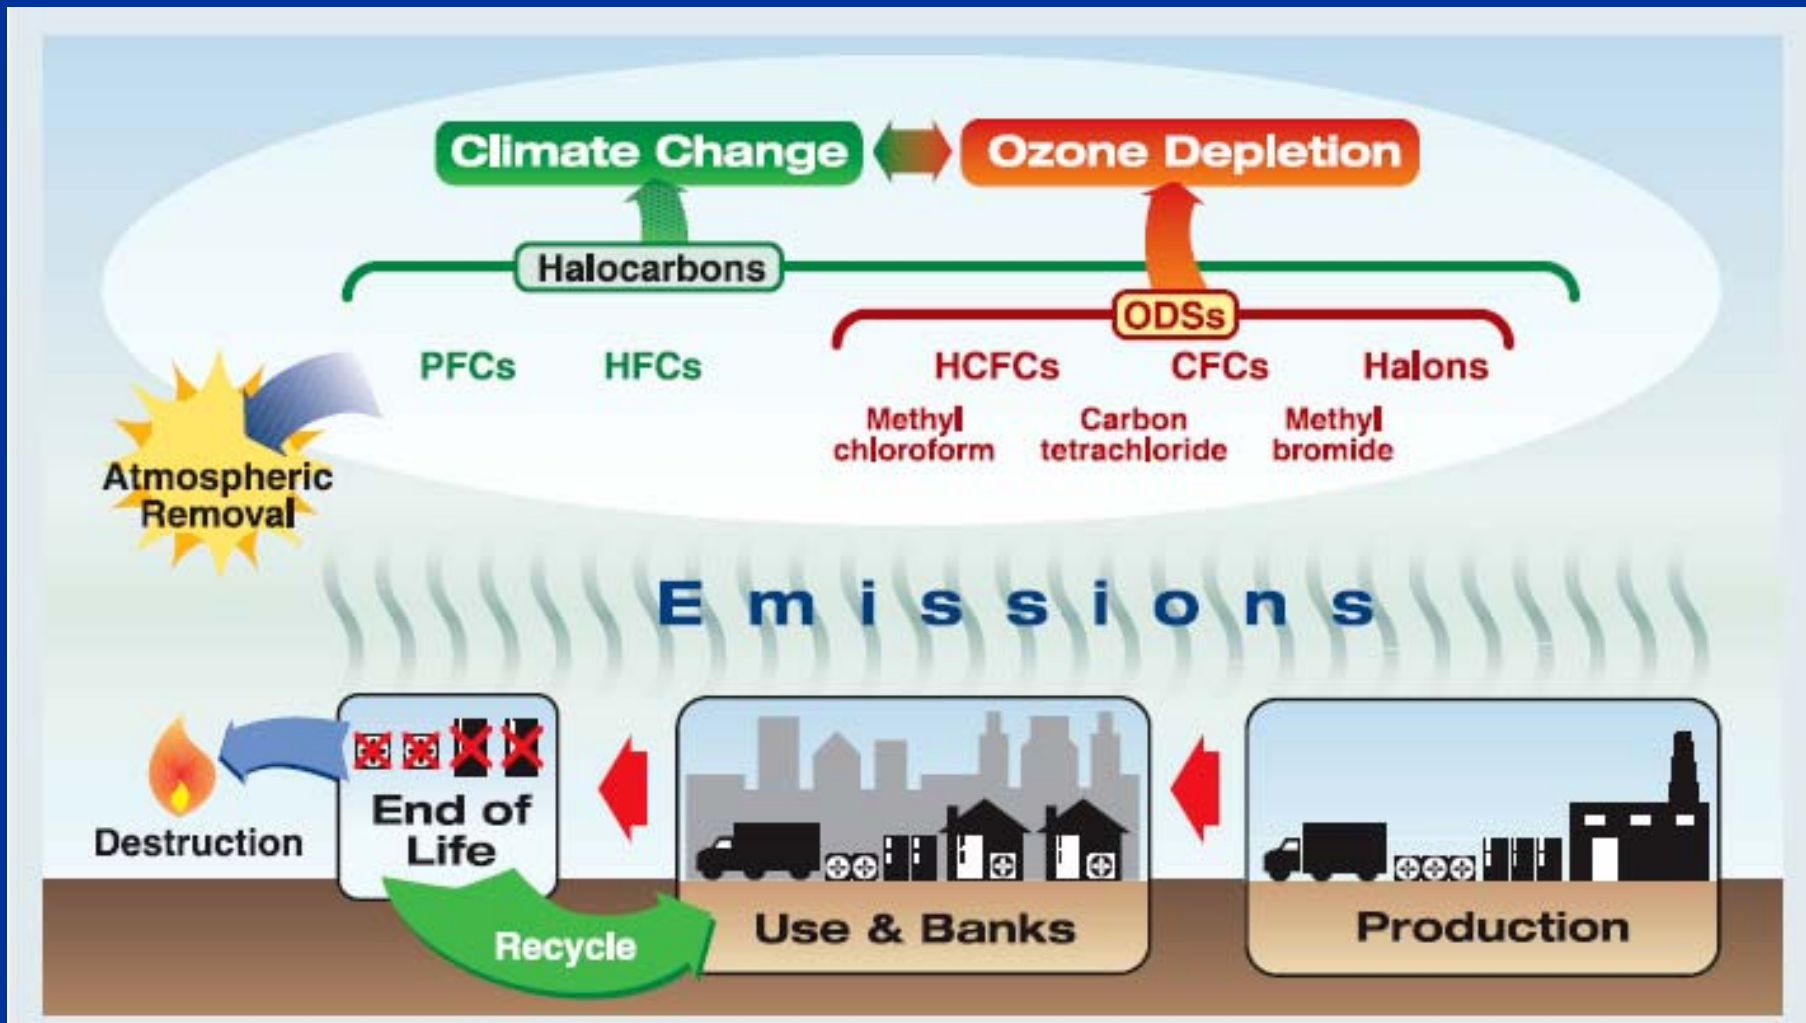 Climate Change
Ozone Depletion
Halocarbons
ODSs
PFCs
HFCs
HCFCs
CFCs
Halons
Methyl
chloroform
Carbon
tetrachloride
Methyl
bromide
Atmospheric
Removal
Emissions
Destruction
End of
Life
Recycle
Use & Banks
Production